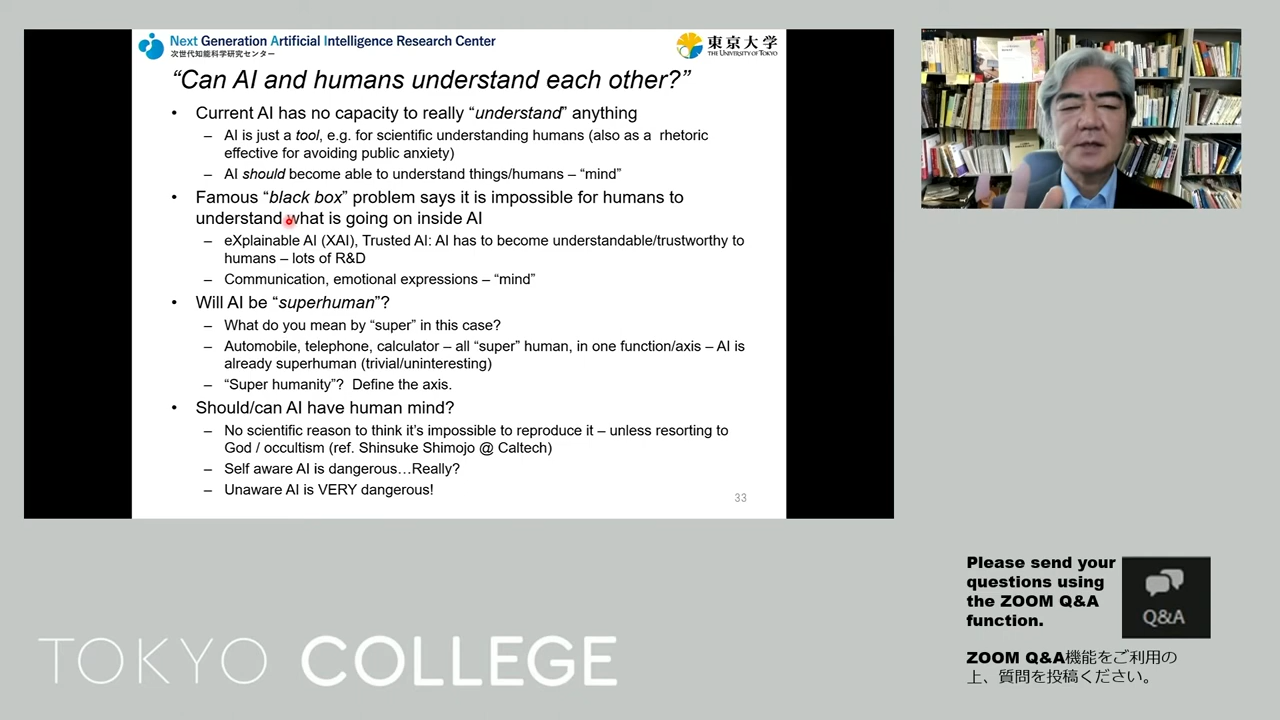 Next Generation Artificial Intelligence Research Center
次世代知能科学研究センター
東京大学
THE UNIVERSITY OF TOKYO
“Can AI and humans understand each other?”
• Current AI has no capacity to really “understand” anything
– AI is just a tool, e.g. for scientific understanding humans (also as a rhetoric
effective for avoiding public anxiety)
– AI should become able to understand things/humans – “mind”
• Famous “black box” problem says it is impossible for humans to
understand what is going on inside AI
– eXplainable AI (XAI), Trusted AI: AI has to become understandable/trustworthy to
humans – lots of R&D
– Communication, emotional expressions – “mind”
• Will AI be “superhuman”?
– What do you mean by “super” in this case?
– Automobile, telephone, calculator – all “super” human, in one function/axis – AI is
already superhuman (trivial/uninteresting)
– “Super humanity”? Define the axis.
• Should/can AI have human mind?
– No scientific reason to think it’s impossible to reproduce it – unless resorting to
God / occultism (ref. Shinsuke Shimojo @ Caltech)
– Self aware AI is dangerous…Really?
– Unaware AI is VERY dangerous!
33
Please send your
questions using
the ZOOM Q&A
function.
Q&A
ZOOM Q&A機能をご利用の
上、質問を投稿ください。
TOKYO COLLEGE